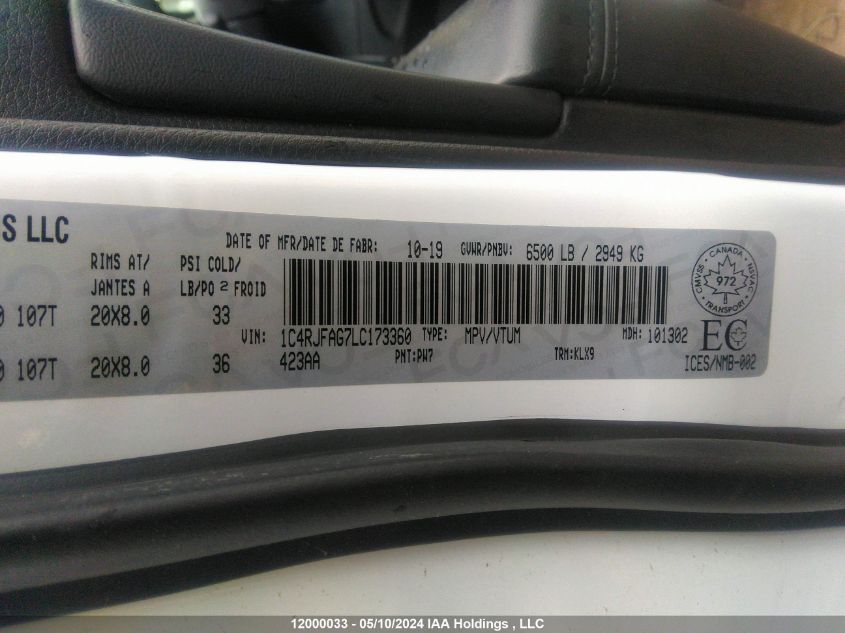 S LLC
DATE OF MFR/DATE DE FABR: 10-19 GVWR/PNBV: 6500 LB / 2949 KG
RIMS AT/ PSI COLD/
JANTES A LB/PO 2 FROID
107T 20X8.0 33
VIN: 1C4RJFAG7LC173360 TYPE: MPV/VTUM MDH: 101302
107T 20X8.0 36 423AA PNT:PW7 TRM:KLX9
CANADA
CMVSS NSVAC
972
TRANSPORT
EC
ICES/NMB-002
12000033 - 05/10/2024 IAA Holdings , LLC